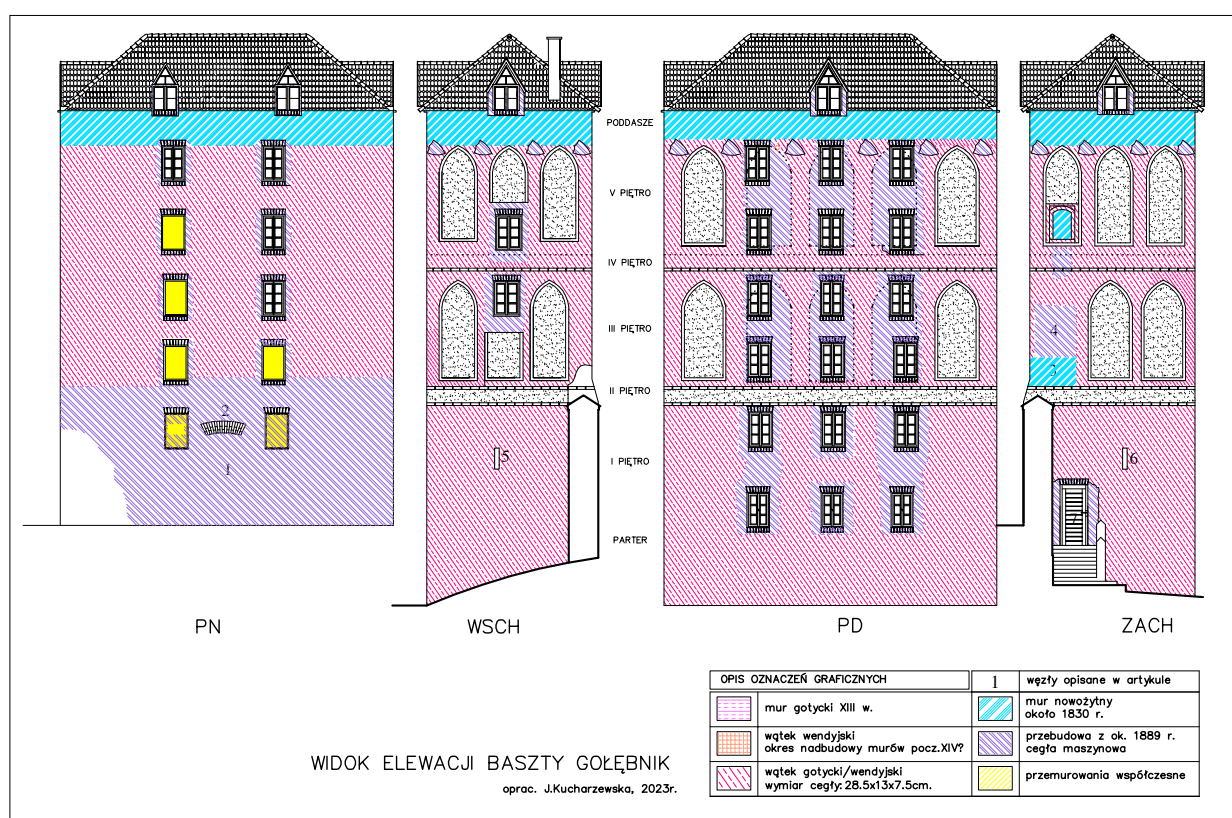 PODDASZE
V PIĘTRO
IV PIĘTRO
III PIĘTRO
II PIĘTRO
I PIĘTRO
PARTER
2
1
5
4
3
6
7
PN
WSCH
PD
ZACH
OPIS OZNACZEŃ GRAFICZNYCH
1 węzły opisane w artykule
mur gotycki XIII w.
mur nowożytny
około 1830 r.
wątek wendyjski
okres nadbudowy murów pocz.XIV?
przebudowa z ok. 1889 r.
cegła maszynowa
wątek gotycki/wendyjski
wymiar cegły: 28.5x13x7.5cm.
przemurowania współczesne
WIDOK ELEWACJI BASZTY GOŁĘBNIK
oprac. J.Kucharzewska, 2023r.